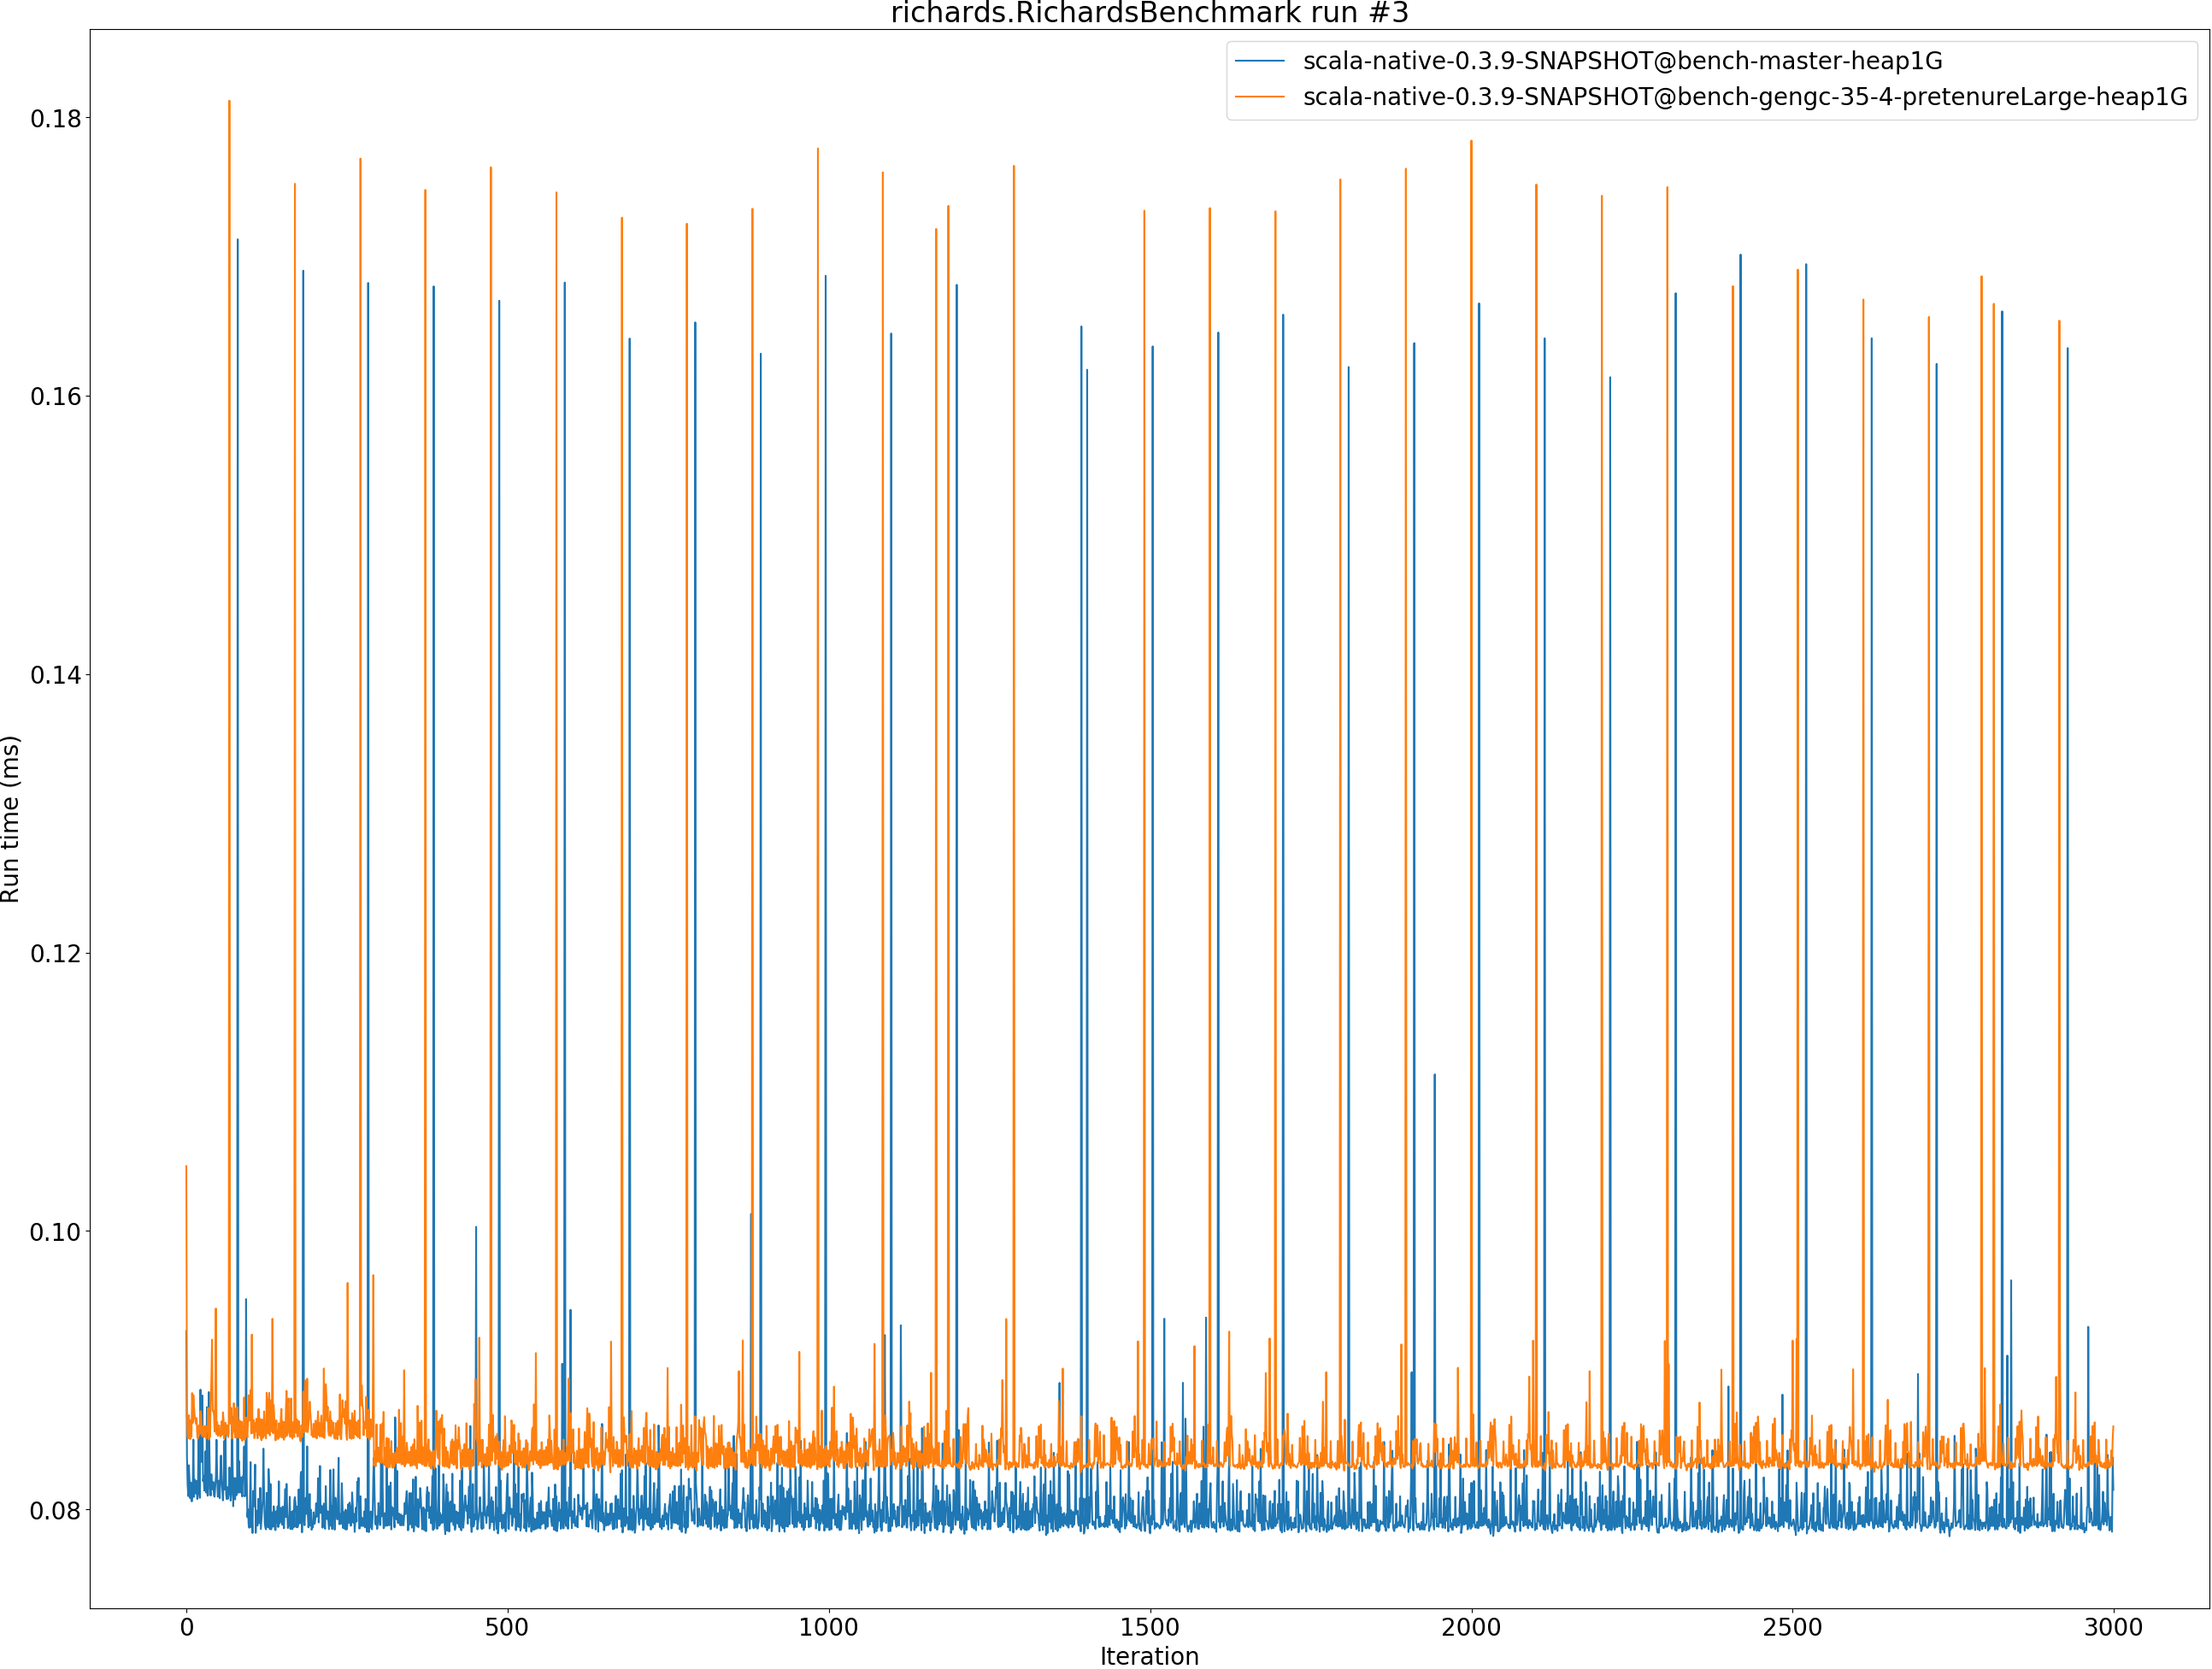 richards.RichardsBenchmark run #3
scala-native-0.3.9-SNAPSHOT@bench-master-heap1G
scala-native-0.3.9-SNAPSHOT@bench-gengc-35-4-pretenureLarge-heap1G
Run time (ms)
0.18
0.16
0.14
0.12
0.10
0.08
0
500
1000
1500
2000
2500
3000
Iteration